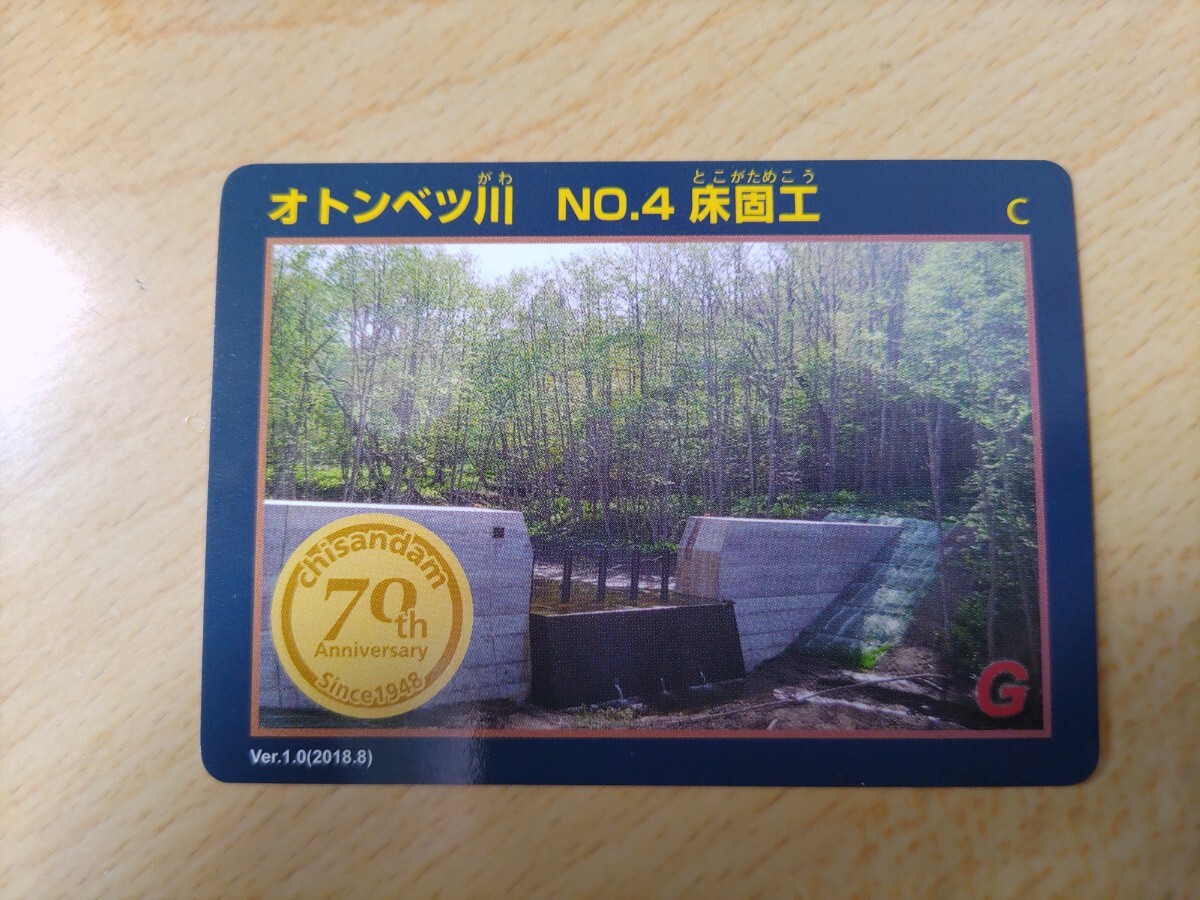 がわ とこがためこう
オトンベツ川 NO.4 床固工 C
chisandam
70th
Anniversary
Since1948
G
Ver.1.0(2018.8)